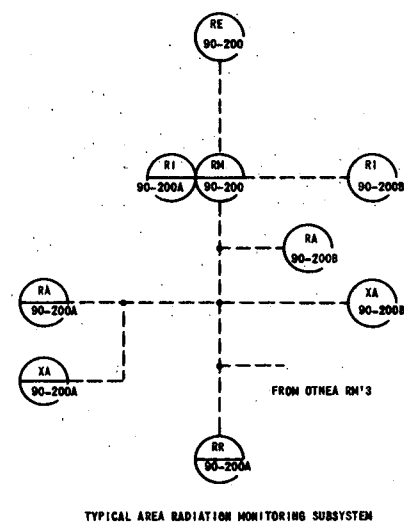 RE
90-200
RI
90-200A
RM
90-200
RI
90-200B
RA
90-200B
RA
90-200A
XA
90-200B
XA
90-200A
FROM OTNEA RM'3
RR
90-200A
TYPICAL AREA RADIATION MONITORING SUBSYSTEM